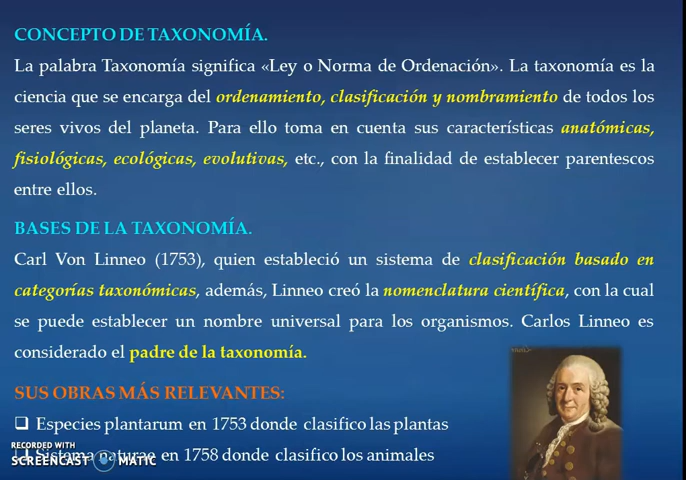 CONCEPTO DE TAXONOMÍA.
La palabra Taxonomía significa «Ley o Norma de Ordenación». La taxonomía es la
ciencia que se encarga del ordenamiento, clasificación y nombramiento de todos los
seres vivos del planeta. Para ello toma en cuenta sus características anatómicas,
fisiológicas, ecológicas, evolutivas, etc., con la finalidad de establecer parentescos
entre ellos.
BASES DE LA TAXONOMÍA.
Carl Von Linneo (1753), quien estableció un sistema de clasificación basado en
categorías taxonómicas, además, Linneo creó la nomenclatura científica, con la cual
se puede establecer un nombre universal para los organismos. Carlos Linneo es
considerado el padre de la taxonomía.
SUS OBRAS MÁS RELEVANTES:
Especies plantarum en 1753 donde clasifico las plantas
Sistema naturae en 1758 donde clasifico los animales
RECORDED WITH
SCREENCAST MATIC